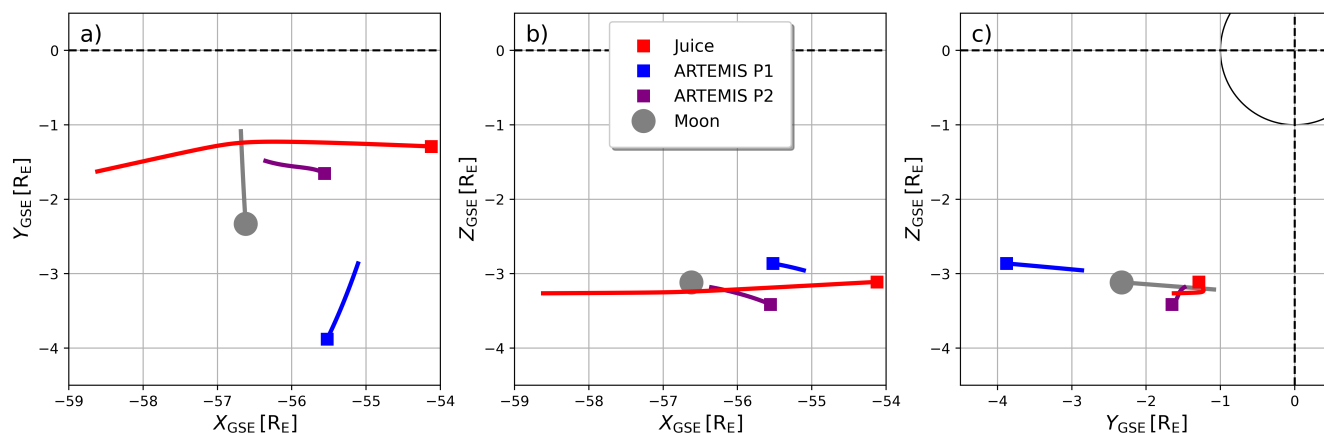 a)
0
−1
−2
−3
−4
Y_GSE [R_E]
−59
−58
−57
−56
−55
−54
X_GSE [R_E]
b)
Juice
ARTEMIS P1
ARTEMIS P2
Moon
0
−1
−2
−3
−4
Z_GSE [R_E]
−59
−58
−57
−56
−55
−54
X_GSE [R_E]
c)
0
−1
−2
−3
−4
Z_GSE [R_E]
−4
−3
−2
−1
0
Y_GSE [R_E]